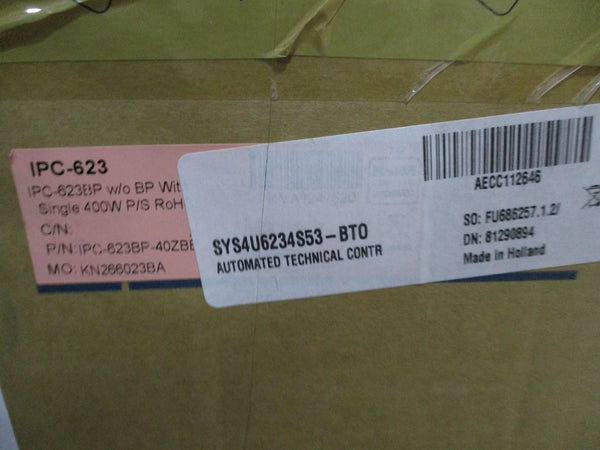 IPC-623
IPC-623BP w/o BP Wit
Single 400W P/S RoH
C/N:
P/N: IPC-623BP-40ZBE
MO: KN266023BA
SYS4U6234S53-BTO
AUTOMATED TECHNICAL CONTR
AECC112646
SO: FU686257.1.2/
DN: 81290894
Made in Holland